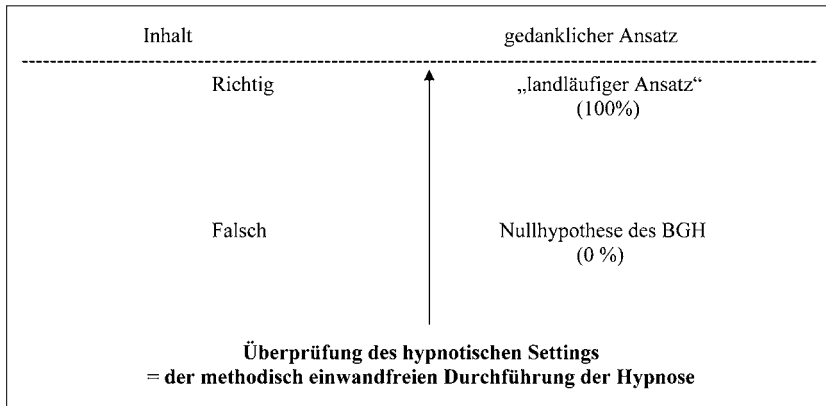 Inhalt gedanklicher Ansatz
Richtig „landläufiger Ansatz“
(100%)
Falsch Nullhypothese des BGH
(0 %)
Überprüfung des hypnotischen Settings
= der methodisch einwandfreien Durchführung der Hypnose